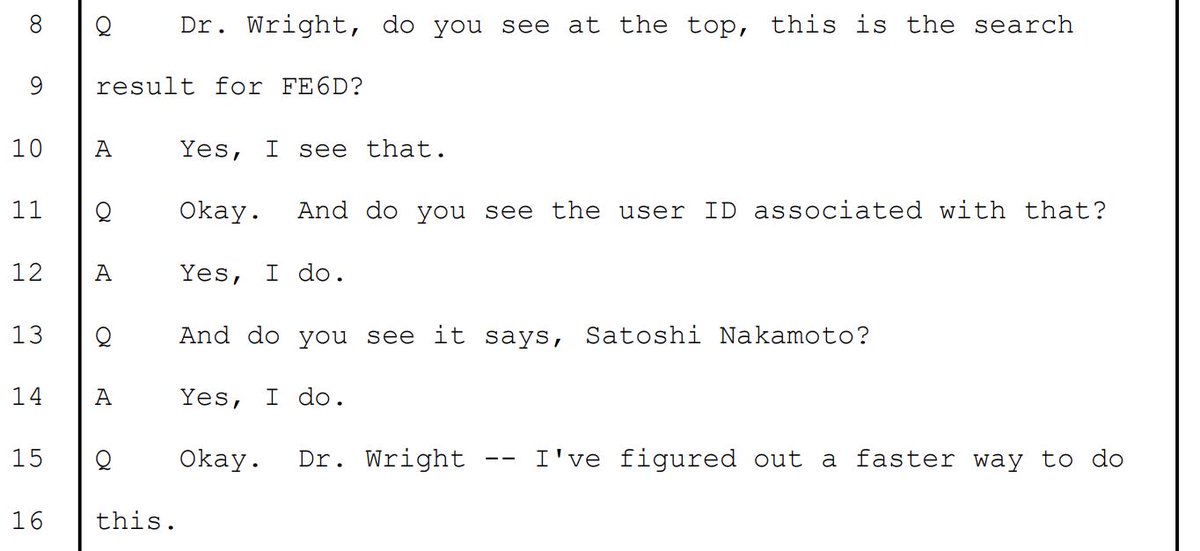 8 Q Dr. Wright, do you see at the top, this is the search
9 result for FE6D?
10 A Yes, I see that.
11 Q Okay. And do you see the user ID associated with that?
12 A Yes, I do.
13 Q And do you see it says, Satoshi Nakamoto?
14 A Yes, I do.
15 Q Okay. Dr. Wright -- I've figured out a faster way to do
16 this.